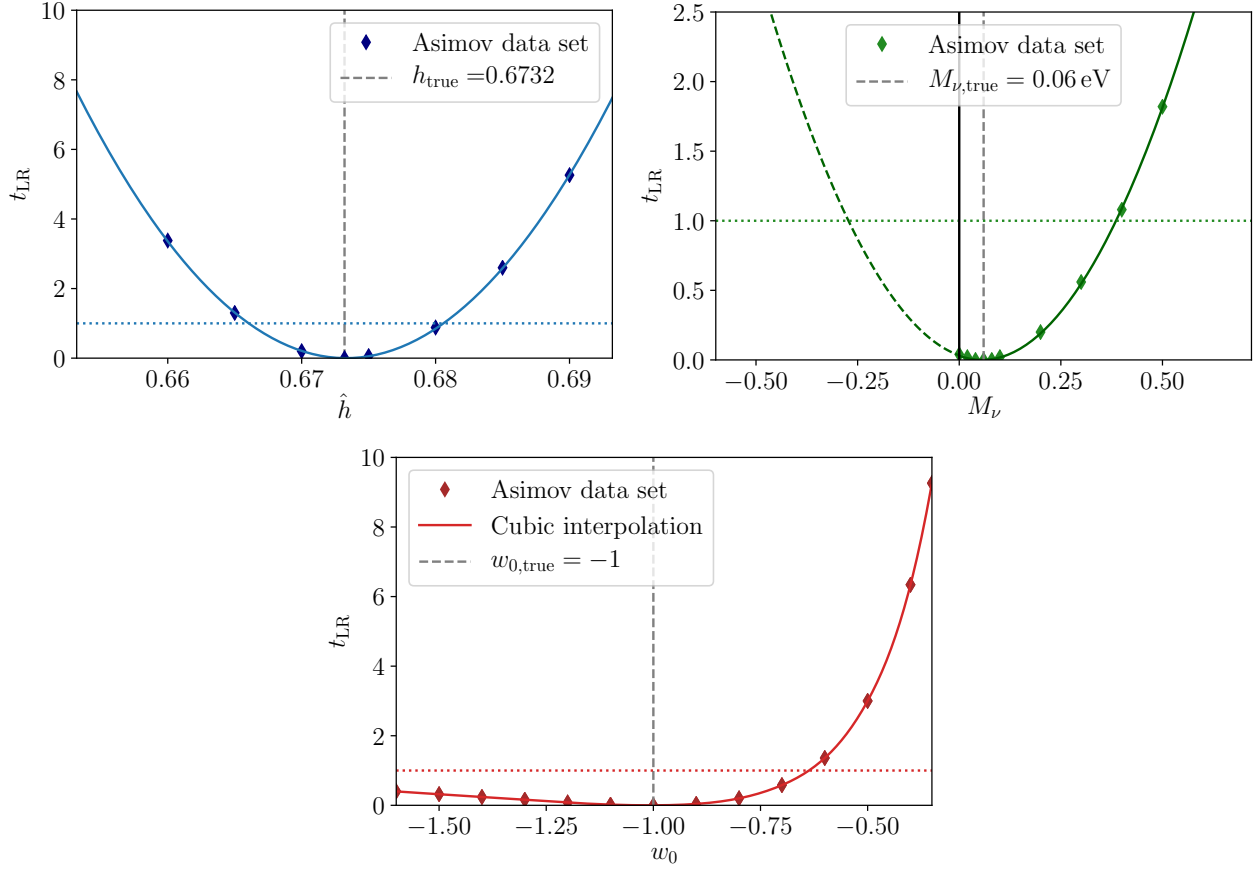 10
8
6
4
2
0
t_LR
Asimov data set
h_true =0.6732
0.66 0.67 0.68 0.69
ĥ
2.5
2.0
1.5
1.0
0.5
0.0
t_LR
Asimov data set
M_ν,true = 0.06 eV
−0.50 −0.25 0.00 0.25 0.50
M_ν
10
8
6
4
2
0
t_LR
Asimov data set
Cubic interpolation
w_0,true = −1
−1.50 −1.25 −1.00 −0.75 −0.50
w_0